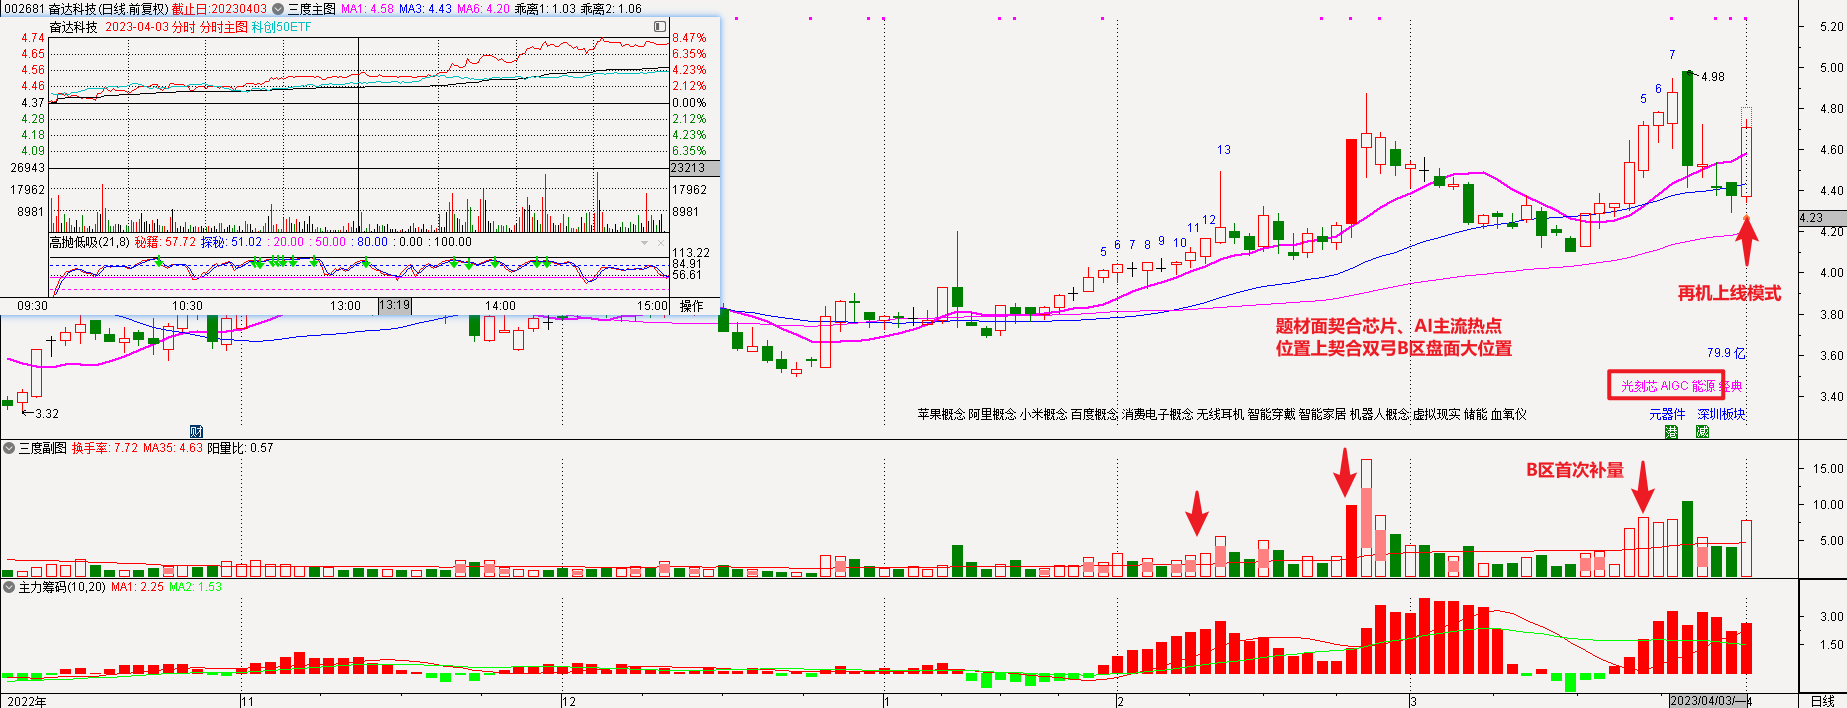 002681 奋达科技(日线.前复权) 截止日:20230403 三度主图 MA1: 4.58 MA3: 4.43 MA6: 4.20 乖离1: 1.03 乖离2: 1.06
奋达科技 2023-04-03 分时 分时主图 科创50ETF
4.74 8.47%
4.65 6.35%
4.56 4.23%
4.46 2.12%
4.37 0.00%
4.28 2.12%
4.18 4.23%
4.09 6.35%
26943 23213
17962 17962
8981 8981
高抛低吸(21,8) 秘籍: 57.72 探秘: 51.02 : 20.00 : 50.00 : 80.00 : 0.00 : 100.00
113.22
84.91
56.61
09:30 10:30 13:00 13:19 14:00 15:00 操作
5.20
5.00
4.80
4.60
4.40
4.23
4.20
4.00
3.80
3.60
3.40
5 6 7 8 9 10 11 12 13
5 6 7
4.98
3.32
再机上线模式
题材面契合芯片、AI主流热点
位置上契合双弓B区盘面大位置
79.9 亿
光刻芯 AIGC 能源 经典
苹果概念 阿里概念 小米概念 百度概念 消费电子概念 无线耳机 智能穿戴 智能家居 机器人概念 虚拟现实 储能 血氧仪
元器件 深圳板块
财 港 减
三度副图 换手率: 7.72 MA35: 4.63 阳量比: 0.57
B区首次补量
15.00
10.00
5.00
主力筹码(10,20) MA1: 2.25 MA2: 1.53
3.00
1.50
2022年 11 12 1 2 3 2023/04/03/一 4 日线